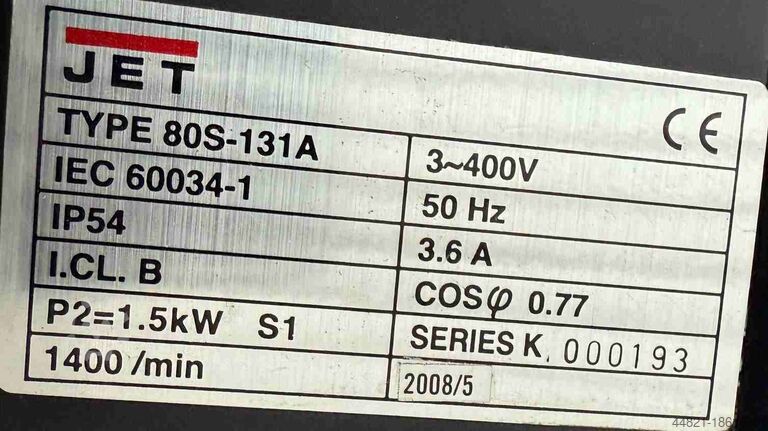 JET
CE
TYPE 80S-131A
3~400V
IEC 60034-1
50 Hz
IP54
3.6 A
I.CL. B
COSφ 0.77
P2=1.5kW S1
SERIES K. 000193
1400 /min
2008/5